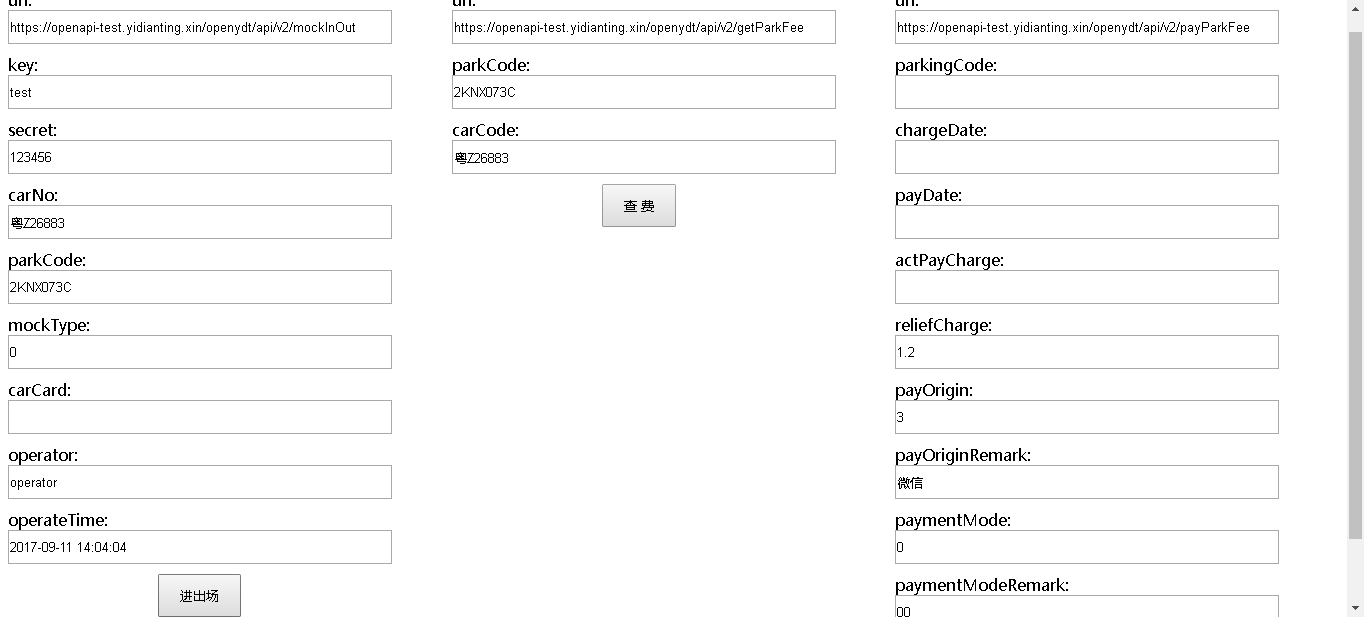 url:
https://openapi-test.yidianting.xin/openydt/api/v2/mockInOut
key:
test
secret:
123456
carNo:
粤Z26883
parkCode:
2KNX073C
mockType:
0
carCard:
operator:
operator
operateTime:
2017-09-11 14:04:04
进出场
url:
https://openapi-test.yidianting.xin/openydt/api/v2/getParkFee
parkCode:
2KNX073C
carCode:
粤Z26883
查 费
url:
https://openapi-test.yidianting.xin/openydt/api/v2/payParkFee
parkingCode:
chargeDate:
payDate:
actPayCharge:
reliefCharge:
1.2
payOrigin:
3
payOriginRemark:
微信
paymentMode:
0
paymentModeRemark:
00